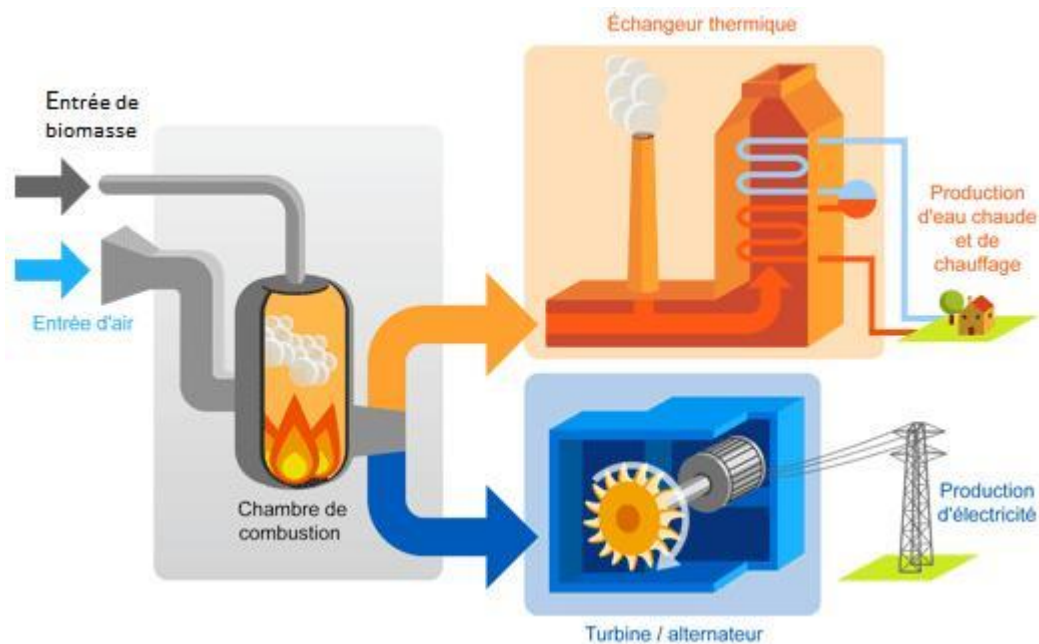 Échangeur thermique
Entrée de
biomasse
Production
d'eau chaude
et de
chauffage
Entrée d'air
Chambre de
combustion
Production
d'électricité
Turbine / alternateur